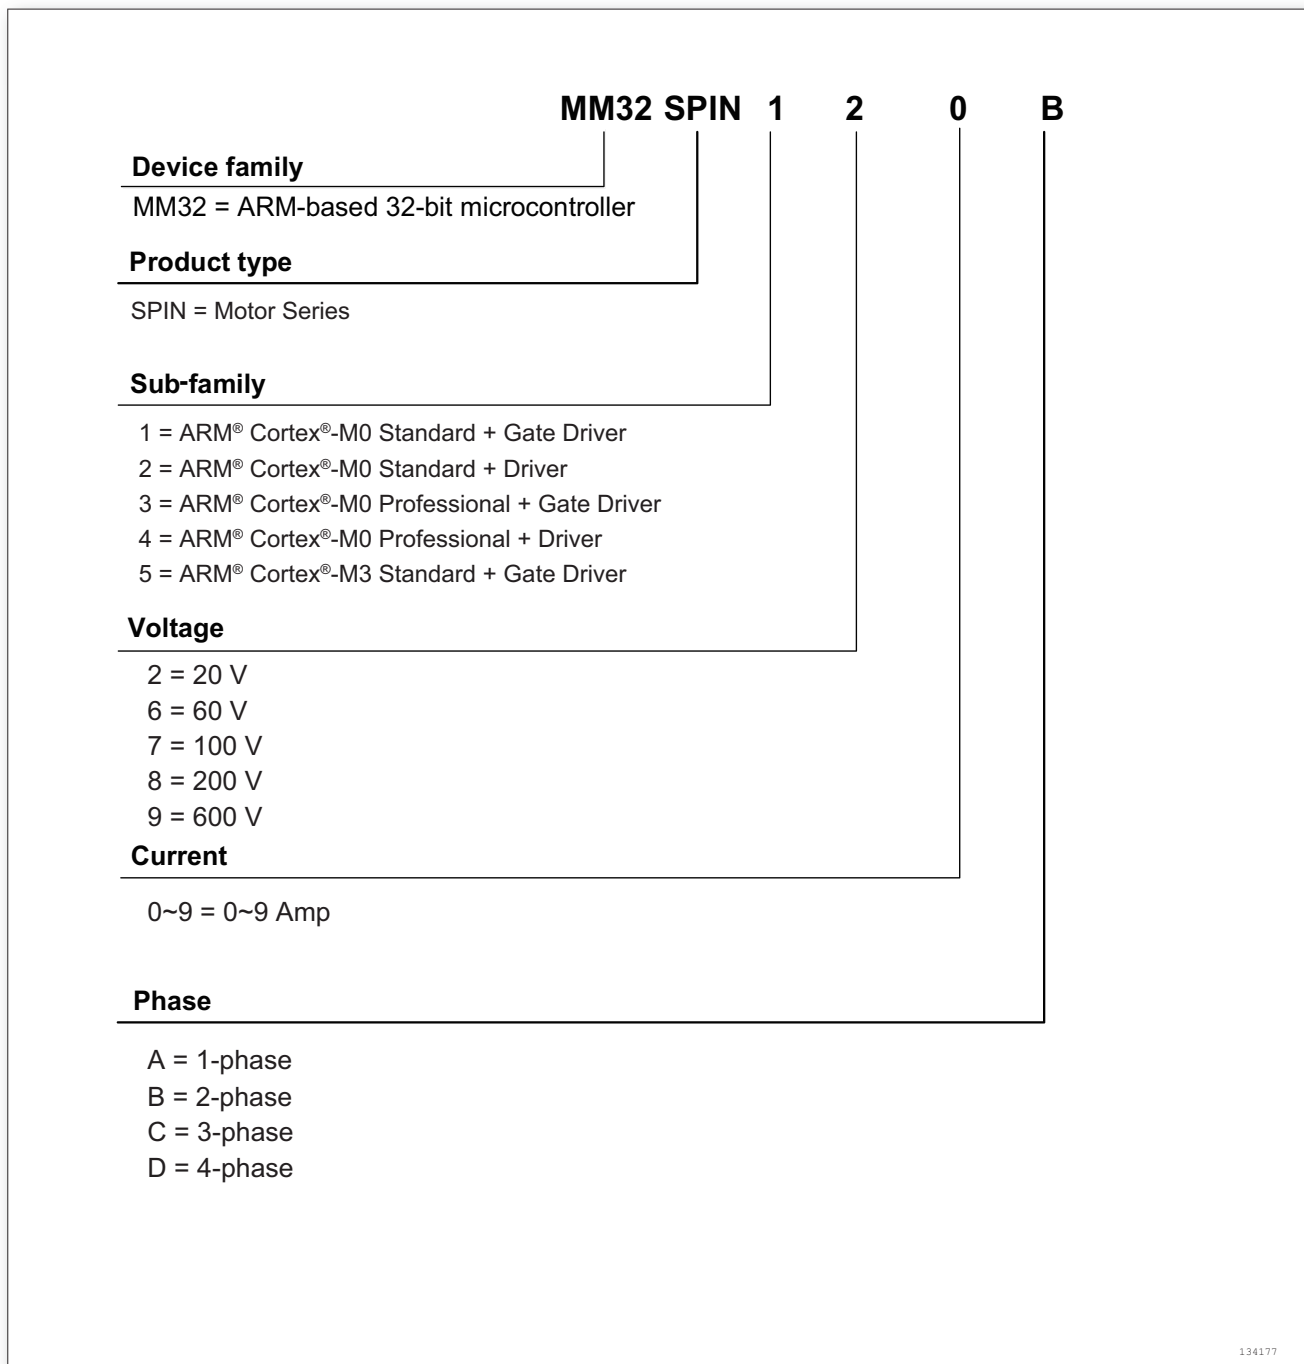 MM32 SPIN 1 2 0 B
Device family
MM32 = ARM-based 32-bit microcontroller
Product type
SPIN = Motor Series
Sub-family
1 = ARM® Cortex®-M0 Standard + Gate Driver
2 = ARM® Cortex®-M0 Standard + Driver
3 = ARM® Cortex®-M0 Professional + Gate Driver
4 = ARM® Cortex®-M0 Professional + Driver
5 = ARM® Cortex®-M3 Standard + Gate Driver
Voltage
2 = 20 V
6 = 60 V
7 = 100 V
8 = 200 V
9 = 600 V
Current
0~9 = 0~9 Amp
Phase
A = 1-phase
B = 2-phase
C = 3-phase
D = 4-phase
134177